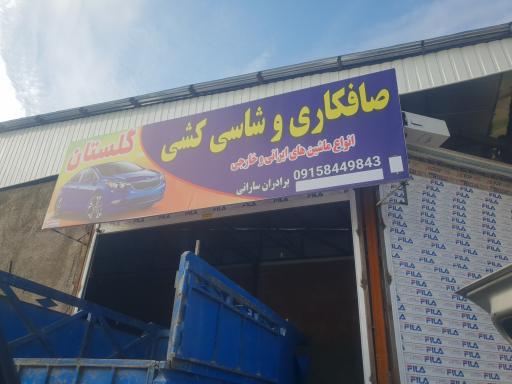 صافکاری و شاسی کشی
گلستان
انواع ماشین های ایرانی و خارجی
09158449843
برادران سارانی
FILA